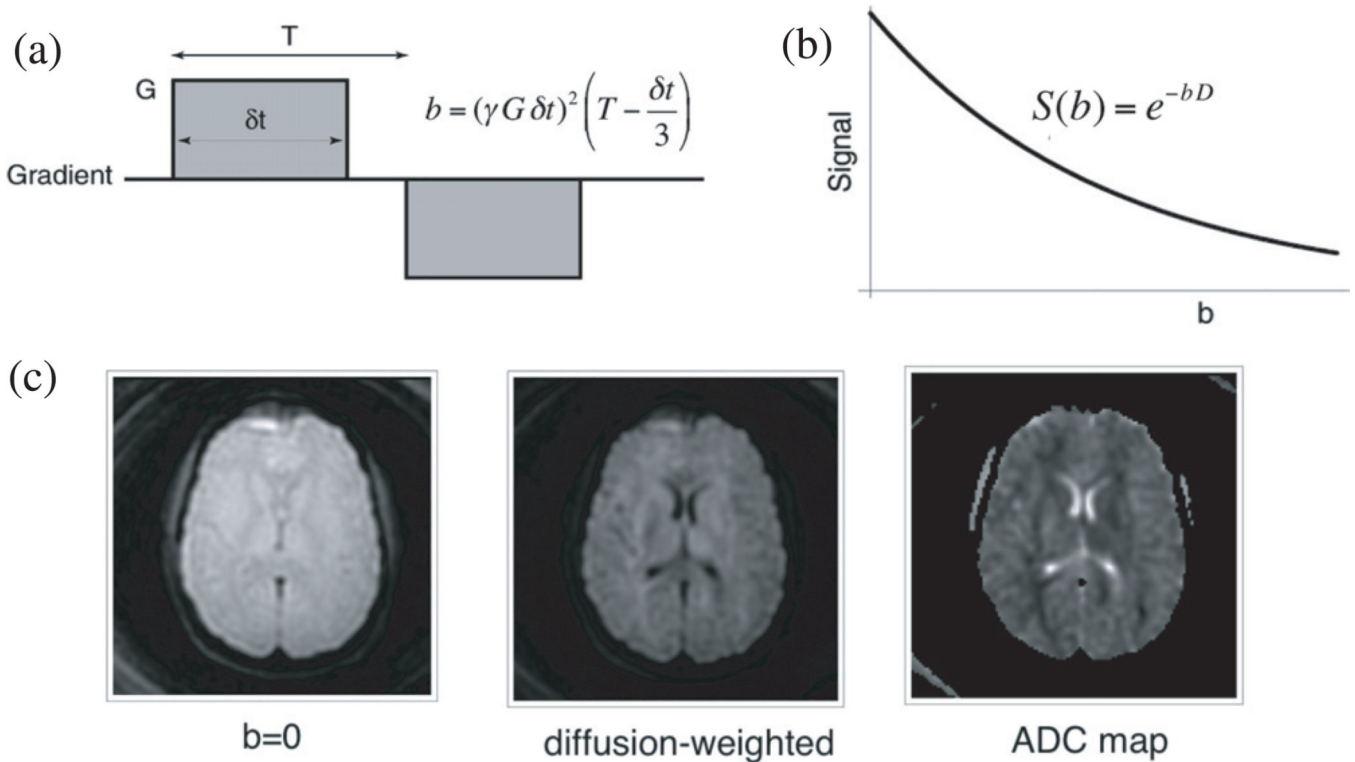 (a)
T
G
δt
b = (γ G δt)² (T - δt/3)
Gradient
(b)
S(b) = e^{-bD}
Signal
b
(c)
b=0
diffusion-weighted
ADC map